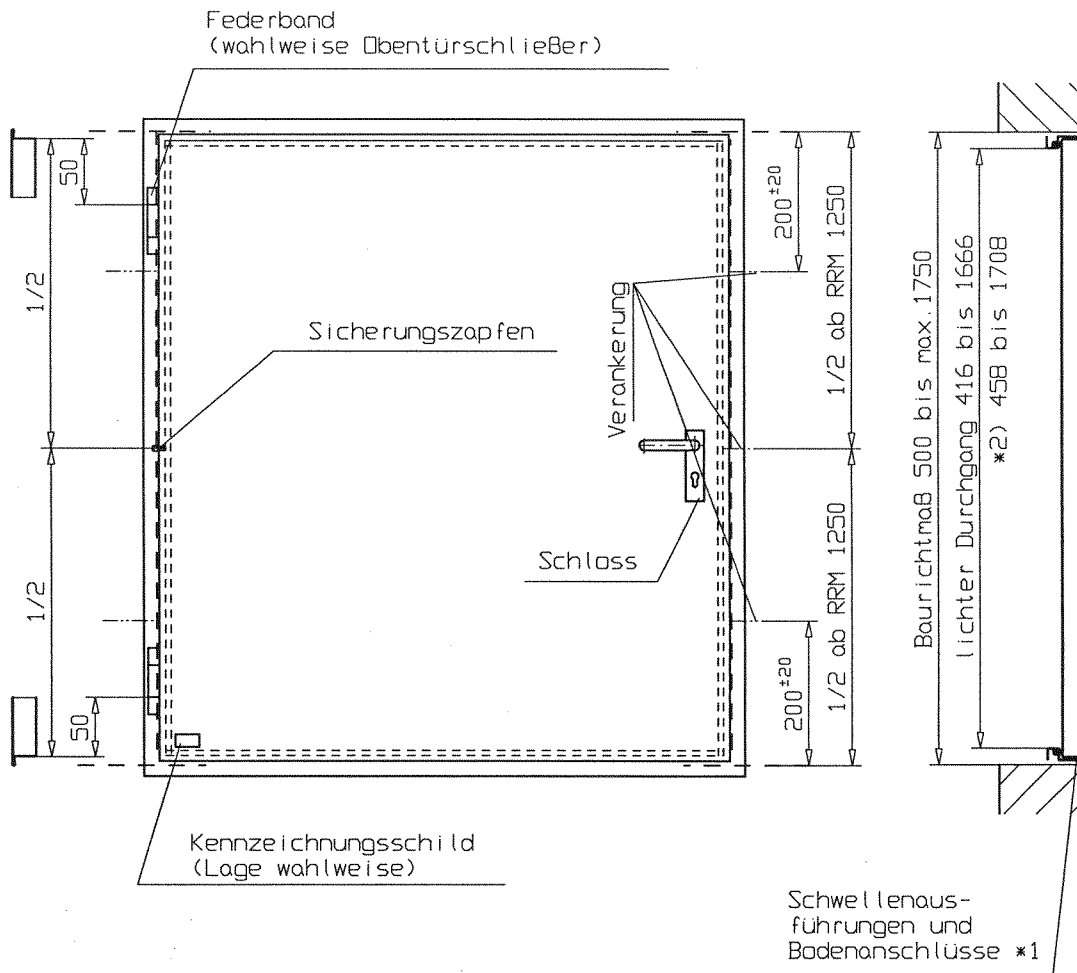 Federband
(wahlweise Obentürschließer)
50
1/2
200±20
1/2 ab RRM 1250
Verankerung
Sicherungszapfen
Baurichtmaß 500 bis max.1750
lichter Durchgang 416 bis 1666
*2) 458 bis 1708
Schloss
1/2
50
200±20
1/2 ab RRM 1250
Kennzeichnungsschild
(Lage wahlweise)
Schwellenaus-
führungen und
Bodenanschlüsse *1